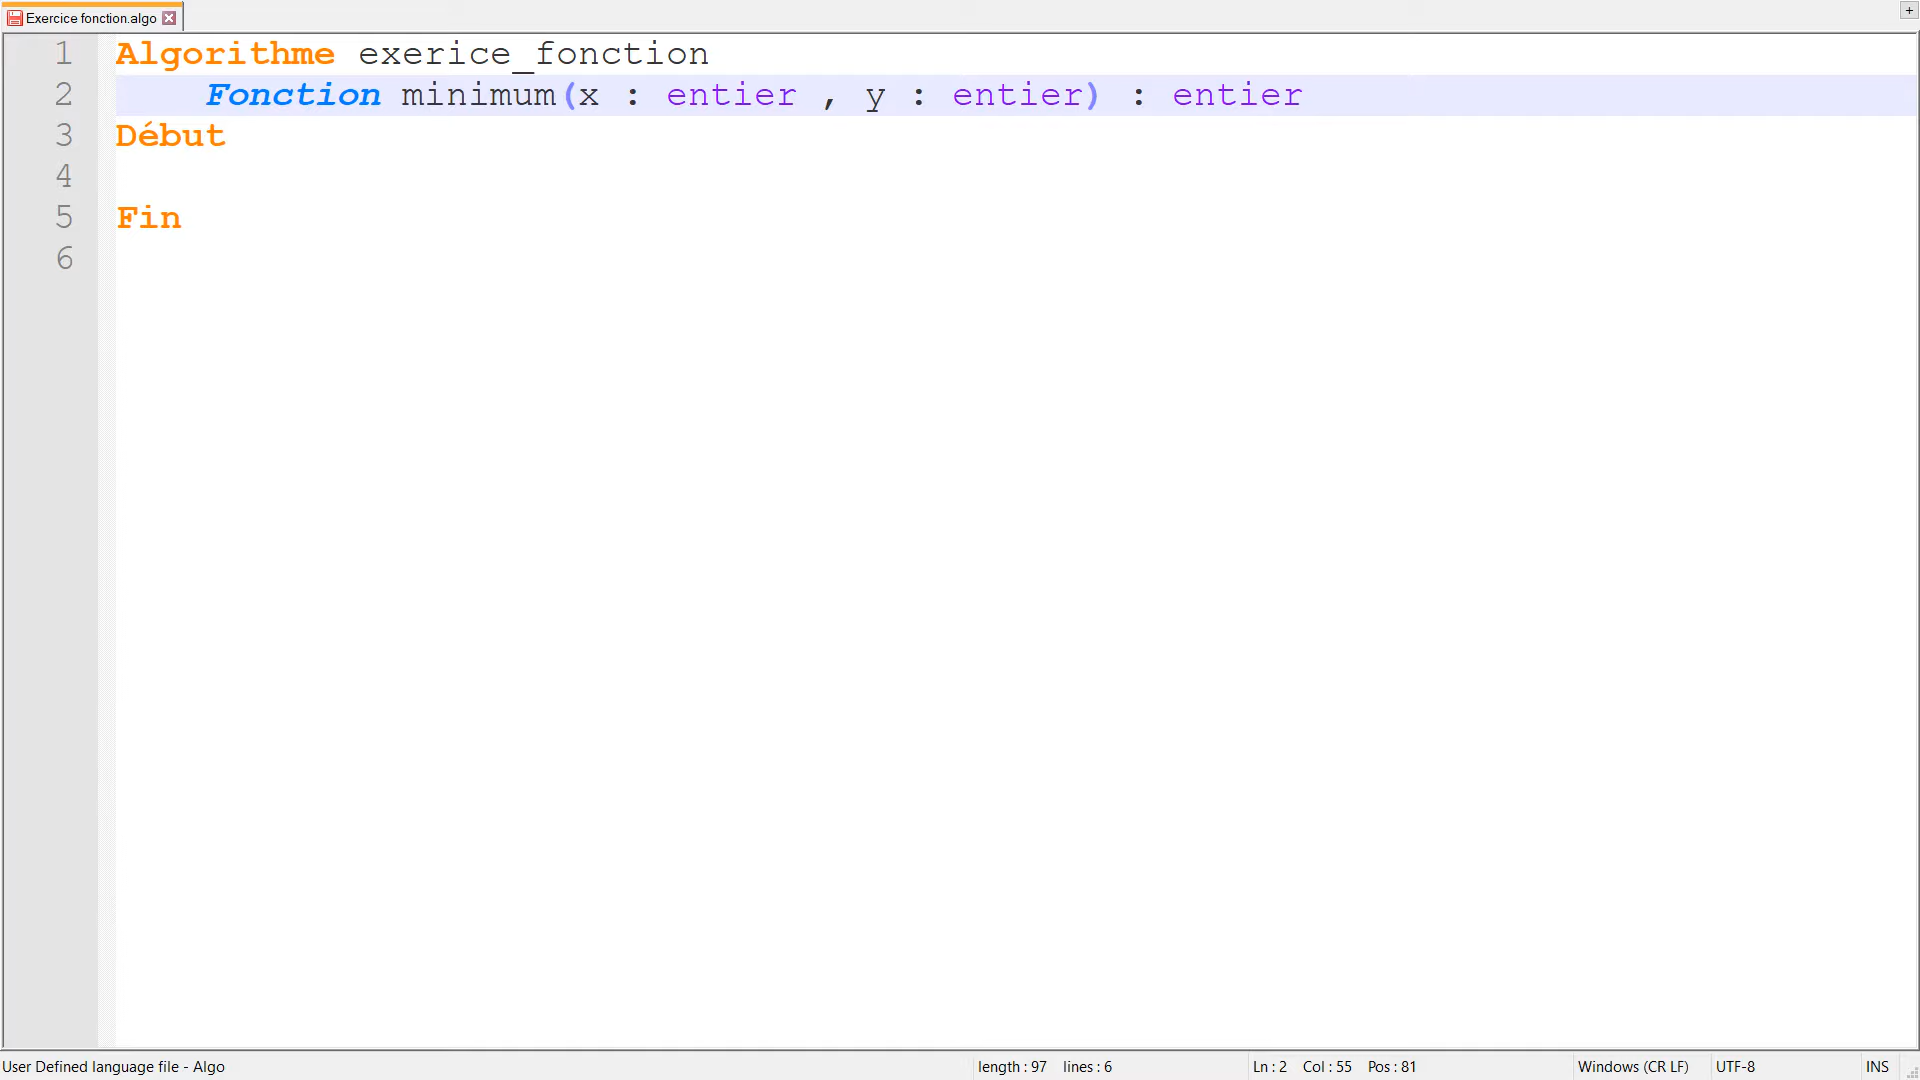 Exercice fonction.algo
+
1 Algorithme exerice_fonction
2 Fonction minimum(x : entier , y : entier) : entier
3 Début
4
5 Fin
6
User Defined language file - Algo length : 97 lines : 6 Ln : 2 Col : 55 Pos : 81 Windows (CR LF) UTF-8 INS